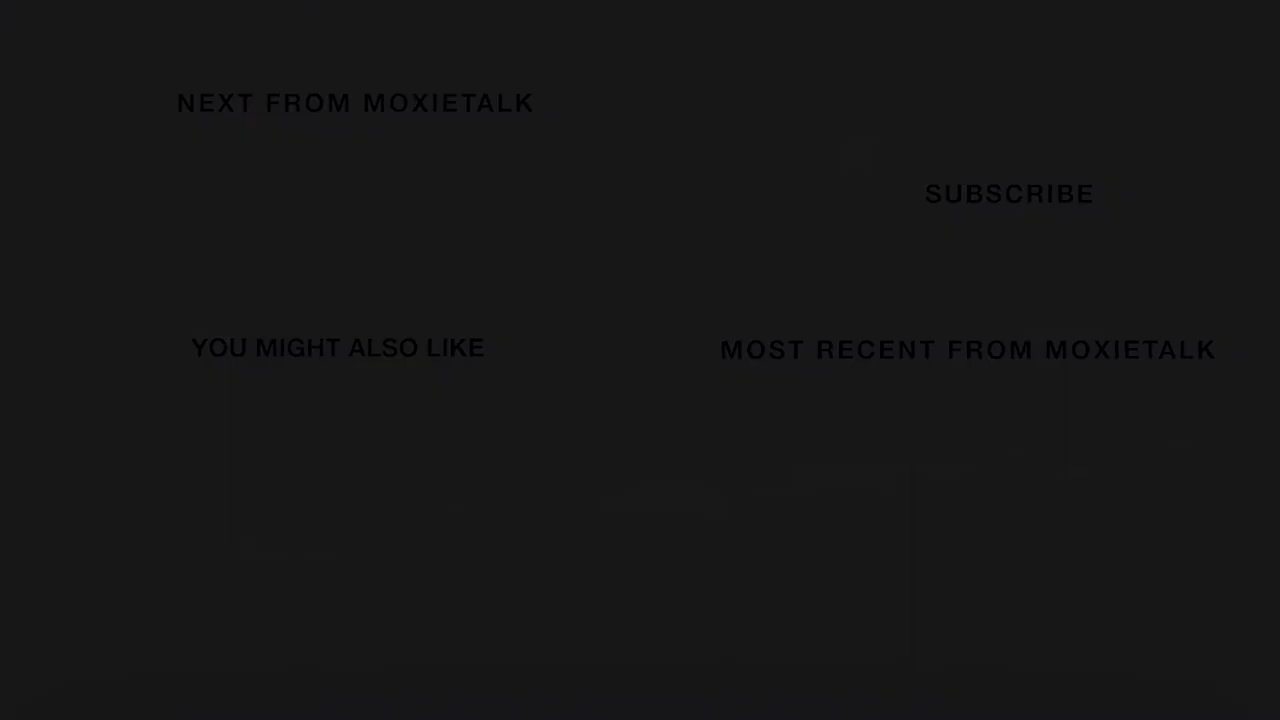 NEXT FROM MOXIETALK
SUBSCRIBE
YOU MIGHT ALSO LIKE
MOST RECENT FROM MOXIETALK